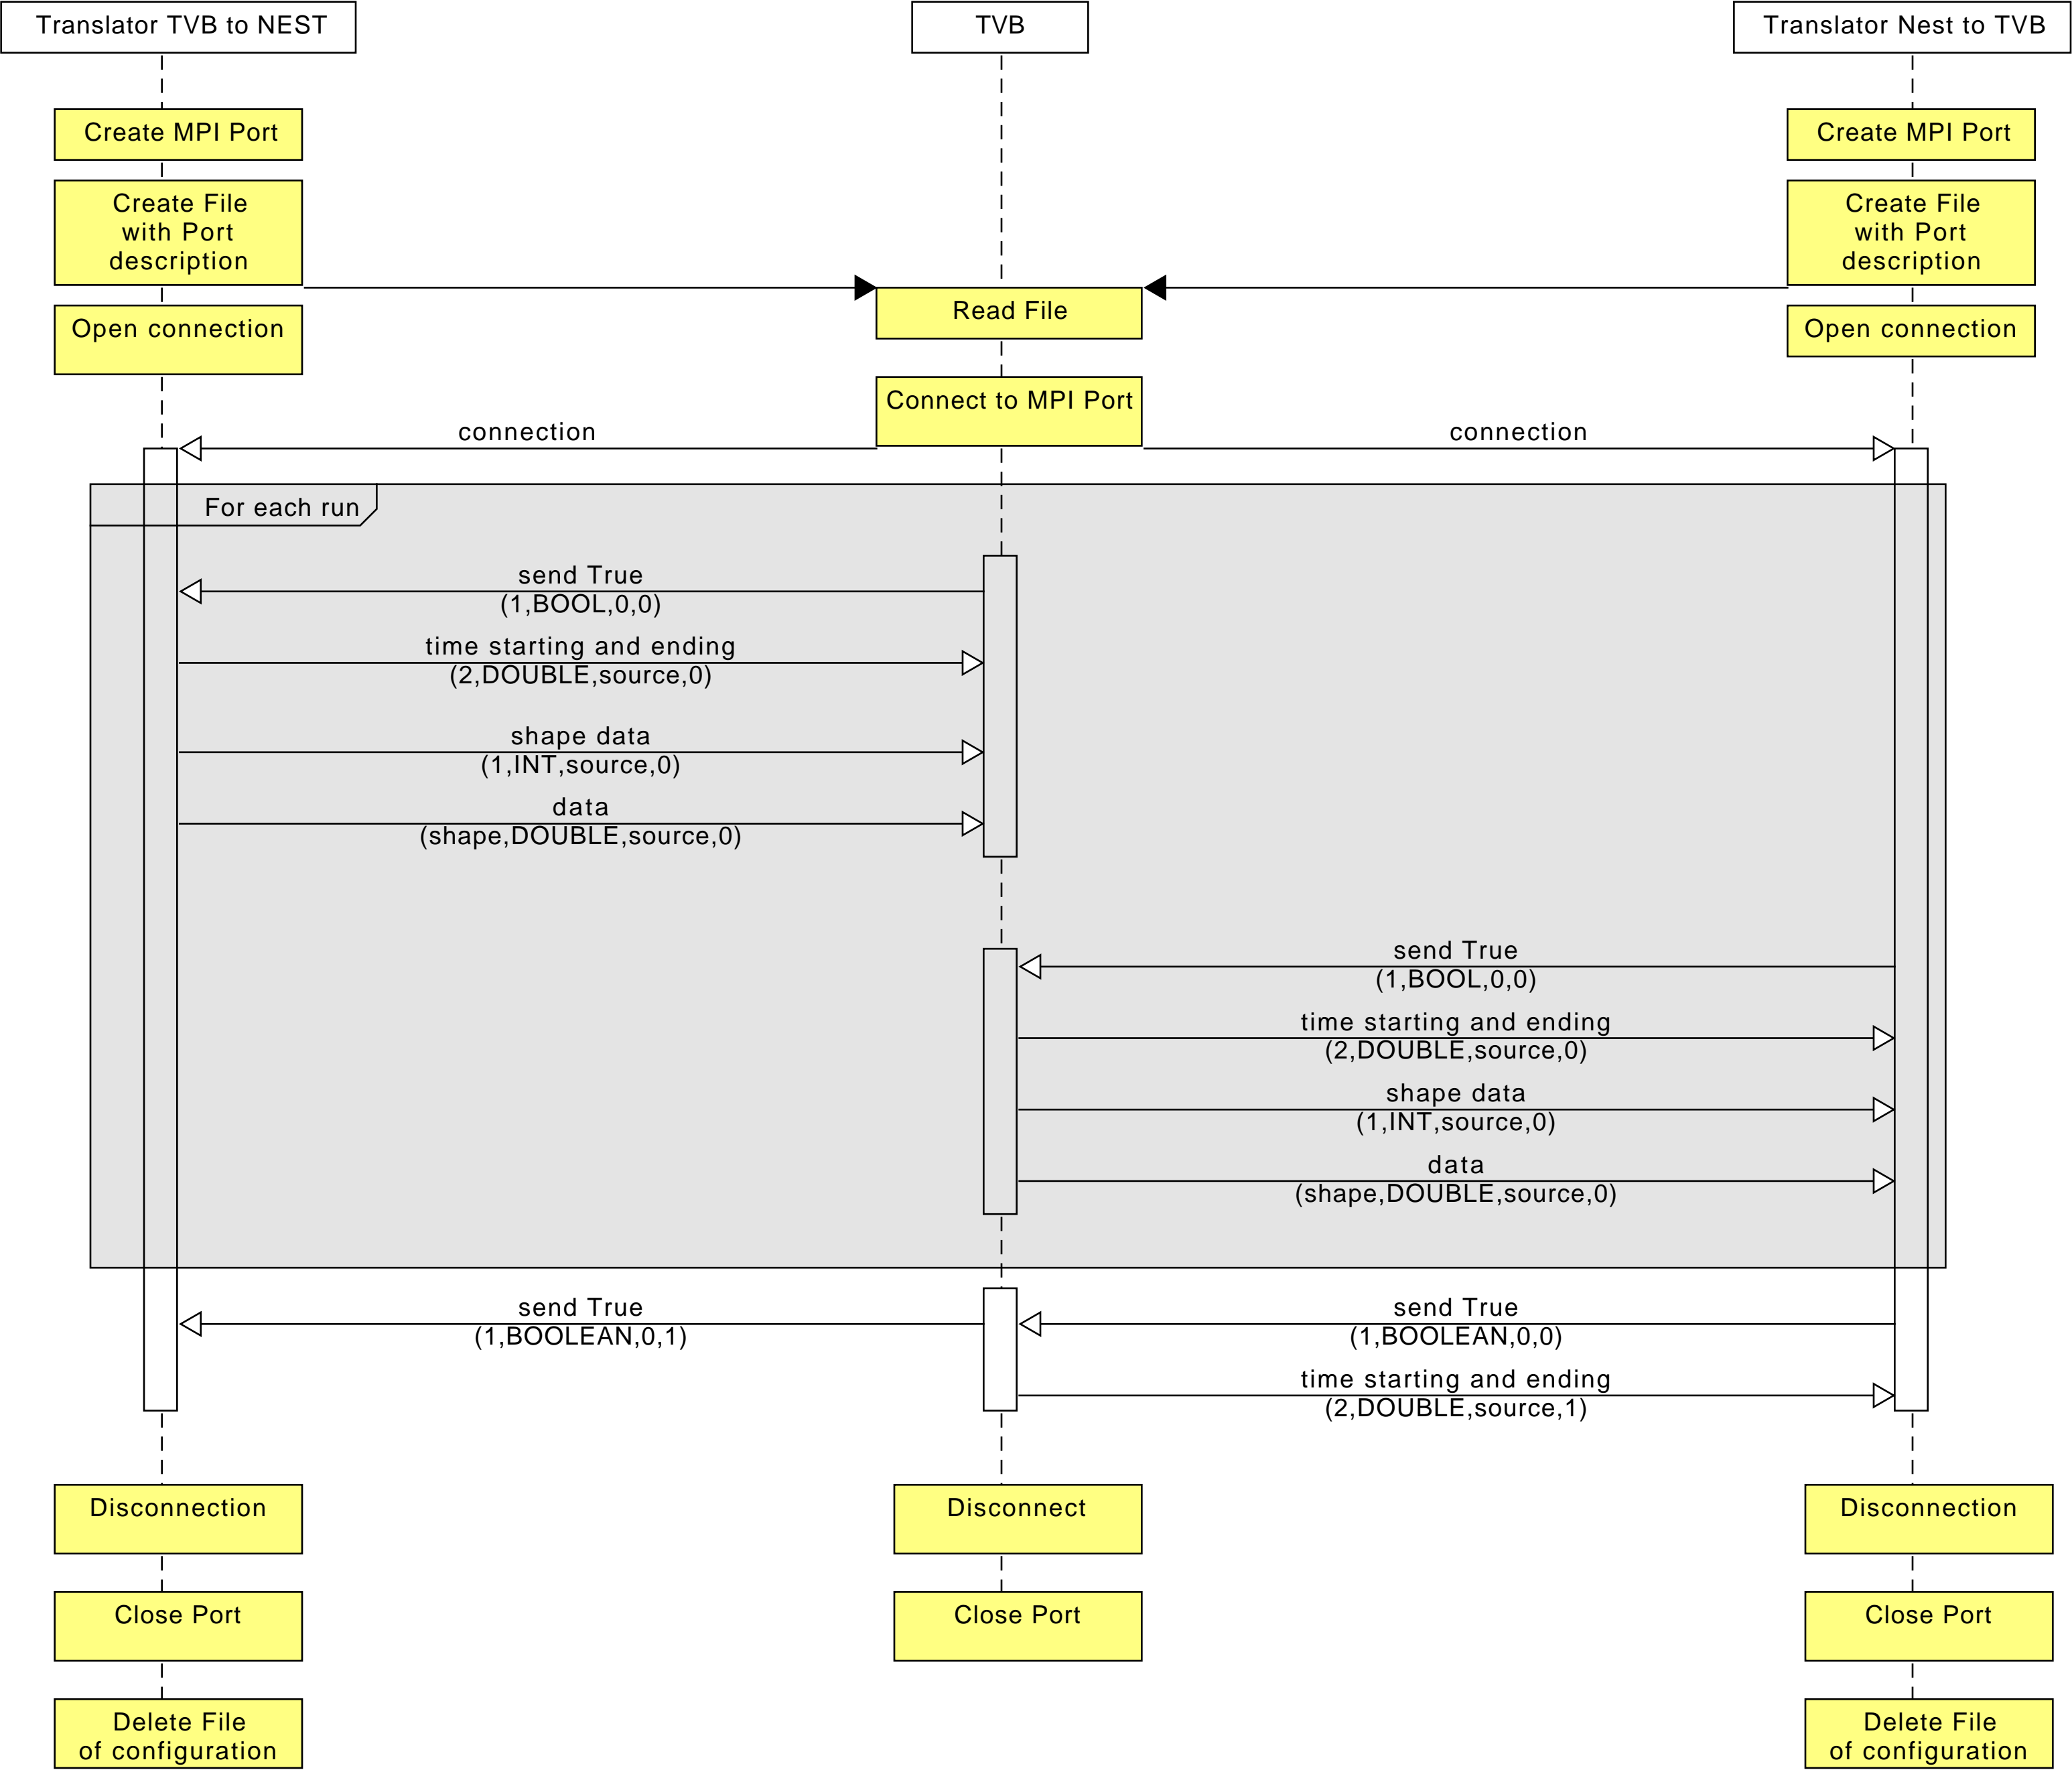 Translator TVB to NEST
TVB
Translator Nest to TVB
Create MPI Port
Create MPI Port
Create File
with Port
description
Create File
with Port
description
Read File
Open connection
Open connection
Connect to MPI Port
connection
connection
For each run
send True
(1,BOOL,0,0)
time starting and ending
(2,DOUBLE,source,0)
shape data
(1,INT,source,0)
data
(shape,DOUBLE,source,0)
send True
(1,BOOL,0,0)
time starting and ending
(2,DOUBLE,source,0)
shape data
(1,INT,source,0)
data
(shape,DOUBLE,source,0)
send True
(1,BOOLEAN,0,1)
send True
(1,BOOLEAN,0,0)
time starting and ending
(2,DOUBLE,source,1)
Disconnection
Disconnect
Disconnection
Close Port
Close Port
Close Port
Delete File
of configuration
Delete File
of configuration